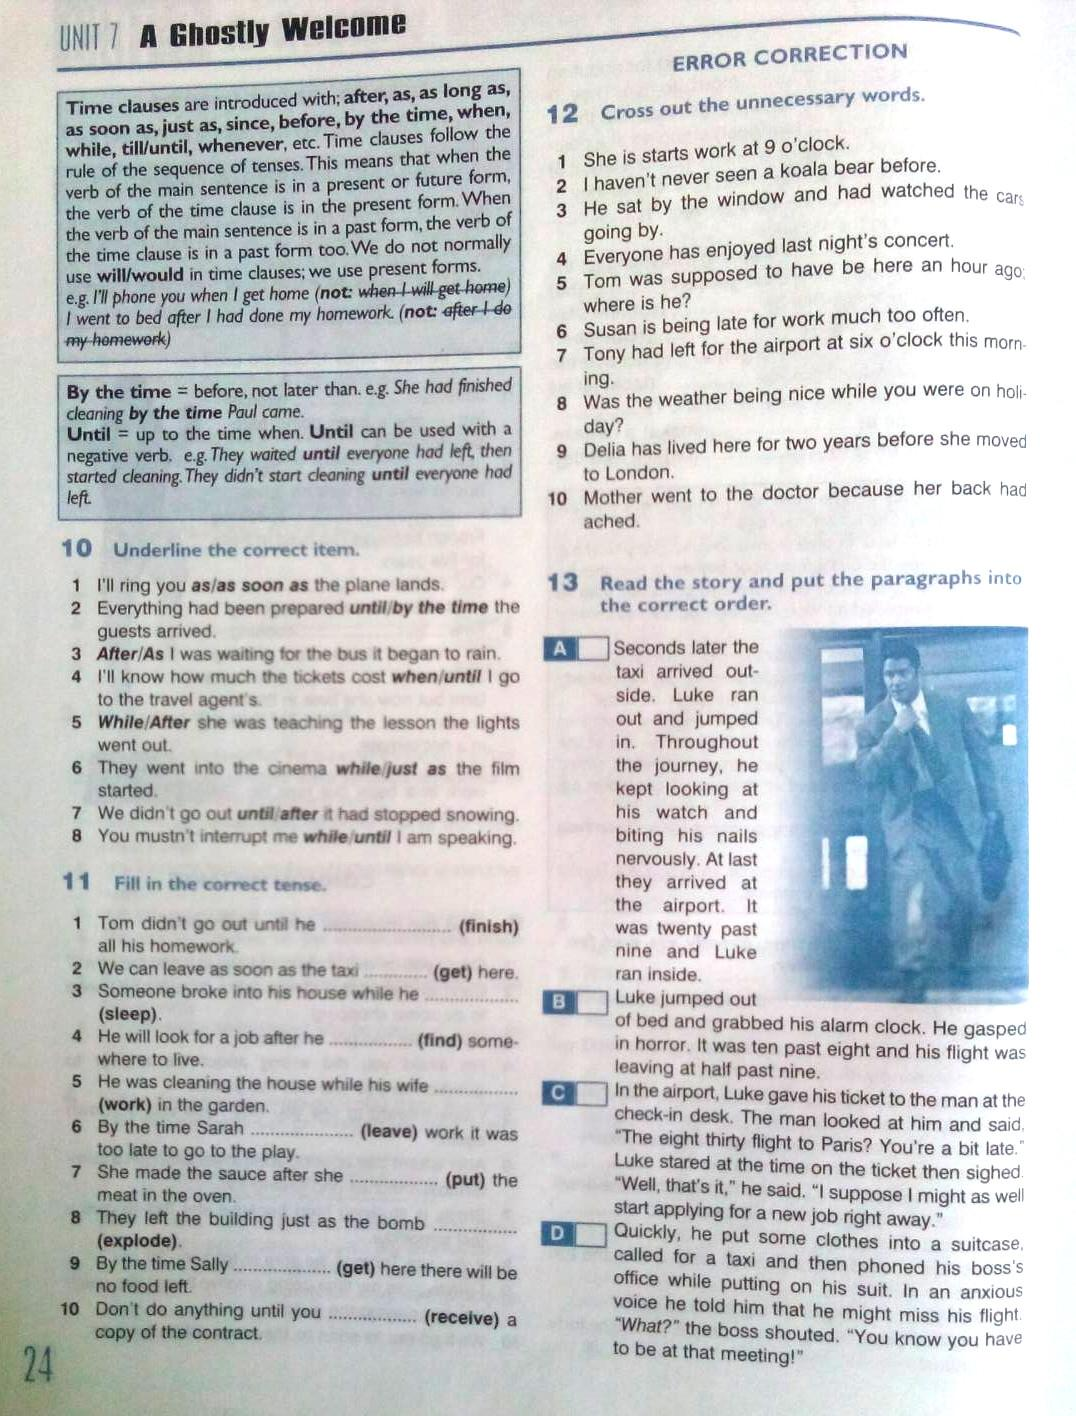 UNIT 7 A Ghostly Welcome
Time clauses are introduced with; after, as, as long as,
as soon as, just as, since, before, by the time, when,
while, till/until, whenever, etc. Time clauses follow the
rule of the sequence of tenses. This means that when the
verb of the main sentence is in a present or future form,
the verb of the time clause is in the present form. When
the verb of the main sentence is in a past form, the verb of
the time clause is in a past form too. We do not normally
use will/would in time clauses; we use present forms.
e.g. I'll phone you when I get home (not: when I will get home)
I went to bed after I had done my homework. (not: after I do
my homework)
By the time = before, not later than. e.g. She had finished
cleaning by the time Paul came.
Until = up to the time when. Until can be used with a
negative verb. e.g. They waited until everyone had left, then
started cleaning. They didn't start cleaning until everyone had
left.
10 Underline the correct item.
1 I'll ring you as/as soon as the plane lands.
2 Everything had been prepared until/by the time the
guests arrived.
3 After/As I was waiting for the bus it began to rain.
4 I'll know how much the tickets cost when/until I go
to the travel agent's.
5 While/After she was teaching the lesson the lights
went out.
6 They went into the cinema while/just as the film
started.
7 We didn't go out until/after it had stopped snowing.
8 You mustn't interrupt me while/until I am speaking.
11 Fill in the correct tense.
1 Tom didn't go out until he .......................... (finish)
all his homework.
2 We can leave as soon as the taxi ............. (get) here.
3 Someone broke into his house while he ...................
(sleep).
4 He will look for a job after he ................. (find) some-
where to live.
5 He was cleaning the house while his wife .................
(work) in the garden.
6 By the time Sarah ..................... (leave) work it was
too late to go to the play.
7 She made the sauce after she .................. (put) the
meat in the oven.
8 They left the building just as the bomb .................
(explode).
9 By the time Sally .................... (get) here there will be
no food left.
10 Don't do anything until you .................. (receive) a
copy of the contract.
24
ERROR CORRECTION
12 Cross out the unnecessary words.
1 She is starts work at 9 o'clock.
2 I haven't never seen a koala bear before.
3 He sat by the window and had watched the cars
going by.
4 Everyone has enjoyed last night's concert.
5 Tom was supposed to have be here an hour ago;
where is he?
6 Susan is being late for work much too often.
7 Tony had left for the airport at six o'clock this morn-
ing.
8 Was the weather being nice while you were on holi-
day?
9 Delia has lived here for two years before she moved
to London.
10 Mother went to the doctor because her back had
ached.
13 Read the story and put the paragraphs into
the correct order.
A Seconds later the
taxi arrived out-
side. Luke ran
out and jumped
in. Throughout
the journey, he
kept looking at
his watch and
biting his nails
nervously. At last
they arrived at
the airport. It
was twenty past
nine and Luke
ran inside.
B Luke jumped out
of bed and grabbed his alarm clock. He gasped
in horror. It was ten past eight and his flight was
leaving at half past nine.
C In the airport, Luke gave his ticket to the man at the
check-in desk. The man looked at him and said,
"The eight thirty flight to Paris? You're a bit late."
Luke stared at the time on the ticket then sighed.
"Well, that's it," he said. "I suppose I might as well
start applying for a new job right away."
D Quickly, he put some clothes into a suitcase,
called for a taxi and then phoned his boss's
office while putting on his suit. In an anxious
voice he told him that he might miss his flight.
"What?" the boss shouted. "You know you have
to be at that meeting!"